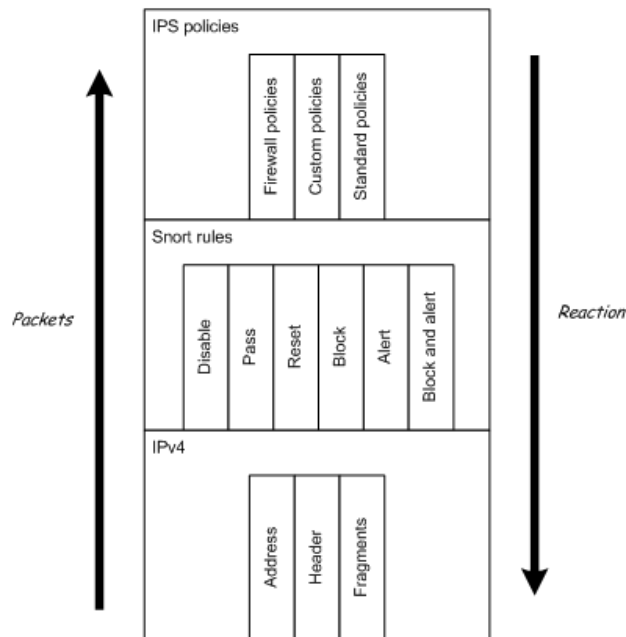 IPS policies
Firewall policies
Custom policies
Standard policies
Snort rules
Disable
Pass
Reset
Block
Alert
Block and alert
Packets
Reaction
IPv4
Address
Header
Fragments